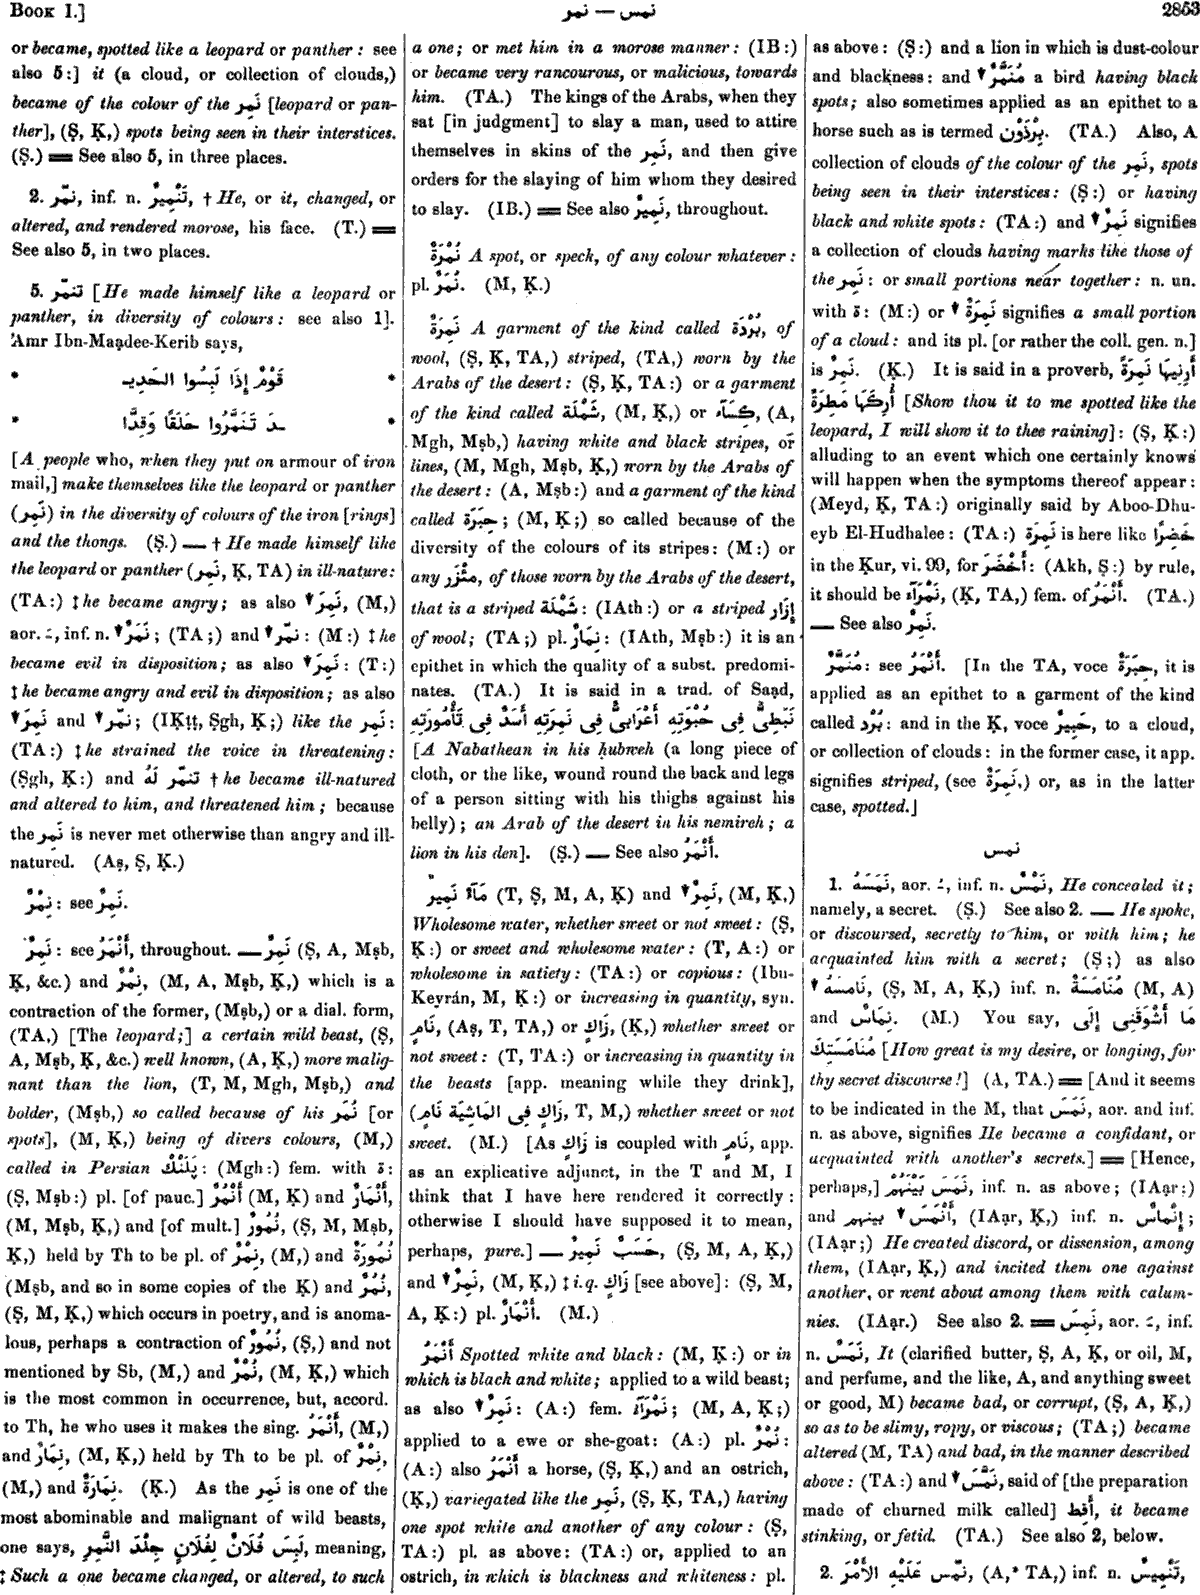 Book I.]
نمر — نمس
2853
or became, spotted like a leopard or panther : see
also 5:] it (a cloud, or collection of clouds,)
became of the colour of the نَمِر [leopard or pan-
ther], (Ṣ, Ḳ,) spots being seen in their interstices.
(Ṣ.) == See also 5, in three places.
2. نمّر, inf. n. تَنْمِيرٌ, † He, or it, changed, or
altered, and rendered morose, his face. (T.) ==
See also 5, in two places.
5. تنمّر [He made himself like a leopard or
panther, in diversity of colours: see also 1].
'Amr Ibn-Maạdee-Kerib says,
* قَوْمٌ إِذَا لَبِسُوا الحَدِيـ *
* ـدَ تَنَمَّرُوا حَلَقًا وَقِدَّا *
[A people who, when they put on armour of iron
mail,] make themselves like the leopard or panther
(نَمِر) in the diversity of colours of the iron [rings]
and the thongs. (Ṣ.) — † He made himself like
the leopard or panther (نَمِر, Ḳ, TA) in ill-nature:
(TA:) ‡ he became angry; as also ▼ نَمِرَ, (M,)
aor. ـَ, inf. n. ▼ نَمَرٌ; (TA;) and ▼ نمّر: (M:) ‡ he
became evil in disposition; as also ▼ نَمِرَ: (T:)
‡ he became angry and evil in disposition; as also
▼ نَمِرَ and ▼ نمّر; (IḲṭṭ, Ṣgh, Ḳ;) like the نَمِر:
(TA:) ‡ he strained the voice in threatening:
(Ṣgh, Ḳ:) and تنمّر لَهُ † he became ill-natured
and altered to him, and threatened him; because
the نَمِر is never met otherwise than angry and ill-
natured. (Aṣ, Ṣ, Ḳ.)
نِمْرٌ: see نَمِرٌ.
نَمِرٌ: see أَنْمَرُ, throughout. — نَمِرٌ (Ṣ, A, Mṣb,
Ḳ, &c.) and نِمْرٌ, (M, A, Mṣb, Ḳ,) which is a
contraction of the former, (Mṣb,) or a dial. form,
(TA,) [The leopard;] a certain wild beast, (Ṣ,
A, Mṣb, Ḳ, &c.) well known, (A, Ḳ,) more malig-
nant than the lion, (T, M, Mgh, Mṣb,) and
bolder, (Mṣb,) so called because of his نُمَر [or
spots], (M, Ḳ,) being of divers colours, (M,)
called in Persian پَلَنْگْ: (Mgh:) fem. with ة:
(Ṣ, Mṣb:) pl. [of pauc.] أَنْمُرٌ (M, Ḳ) and أَنْمَارٌ,
(M, Mṣb, Ḳ,) and [of mult.] نُمُورٌ, (Ṣ, M, Mṣb,
Ḳ,) held by Th to be pl. of نِمْرٌ, (M,) and نُمُورَةٌ
(Mṣb, and so in some copies of the Ḳ) and نُمُرٌ,
(Ṣ, M, Ḳ,) which occurs in poetry, and is anoma-
lous, perhaps a contraction of نُمُورٌ, (Ṣ,) and not
mentioned by Sb, (M,) and نُمْرٌ, (M, Ḳ,) which
is the most common in occurrence, but, accord.
to Th, he who uses it makes the sing. أَنْمَرُ, (M,)
and نِمَارٌ, (M, Ḳ,) held by Th to be pl. of نِمْرٌ,
(M,) and نِمَارَةٌ. (Ḳ.) As the نَمِر is one of the
most abominable and malignant of wild beasts,
one says, لَبِسَ فُلَانٌ لِفُلَانٍ جِلْدَ النَّمِرِ, meaning,
‡ Such a one became changed, or altered, to such
a one; or met him in a morose manner: (IB:)
or became very rancourous, or malicious, towards
him. (TA.) The kings of the Arabs, when they
sat [in judgment] to slay a man, used to attire
themselves in skins of the نَمِر, and then give
orders for the slaying of him whom they desired
to slay. (IB.) == See also نَمِيرٌ, throughout.
نُمْرَةٌ A spot, or speck, of any colour whatever:
pl. نُمَرٌ. (M, Ḳ.)
نَمِرَةٌ A garment of the kind called بُرْدَة, of
wool, (Ṣ, Ḳ, TA,) striped, (TA,) worn by the
Arabs of the desert: (Ṣ, Ḳ, TA:) or a garment
of the kind called شَمْلَة, (M, Ḳ,) or كِسَآء, (A,
Mgh, Mṣb,) having white and black stripes, or
lines, (M, Mgh, Mṣb, Ḳ,) worn by the Arabs of
the desert: (A, Mṣb:) and a garment of the kind
called حِبَرَة; (M, Ḳ;) so called because of the
diversity of the colours of its stripes: (M:) or
any مِئْزَر, of those worn by the Arabs of the desert,
that is a striped شَمْلَة: (IAth:) or a striped إِزَار
of wool; (TA;) pl. نِمَارٌ: (IAth, Mṣb:) it is an
epithet in which the quality of a subst. predomi-
nates. (TA.) It is said in a trad. of Saạd,
نَبَطِىٌّ فِى حُبْوَتِهِ أَعْرَابِىٌّ فِى نَمِرَتِهِ أَسَدٌ فِى تَأْمُورَتِهِ
[A Nabathean in his ḥubweh (a long piece of
cloth, or the like, wound round the back and legs
of a person sitting with his thighs against his
belly); an Arab of the desert in his nemireh; a
lion in his den]. (Ṣ.) — See also أَنْمَرُ.
مَآءٌ نَمِيرٌ (T, Ṣ, M, A, Ḳ) and ▼ نَمِرٌ, (M, Ḳ,)
Wholesome water, whether sweet or not sweet: (Ṣ,
Ḳ:) or sweet and wholesome water: (T, A:) or
wholesome in satiety: (TA:) or copious: (Ibn-
Keyrán, M, Ḳ:) or increasing in quantity, syn.
نَامٍ, (Aṣ, T, TA,) or زَاكٍ, (Ḳ,) whether sweet or
not sweet: (T, TA:) or increasing in quantity in
the beasts [app. meaning while they drink],
(زَاكٍ فِى المَاشِيَةِ نَامٍ, T, M,) whether sweet or not
sweet. (M.) [As زَاكٍ is coupled with نَامٍ, app.
as an explicative adjunct, in the T and M, I
think that I have here rendered it correctly:
otherwise I should have supposed it to mean,
perhaps, pure.] — حَسَبٌ نَمِيرٌ, (Ṣ, M, A, Ḳ,)
and ▼ نَمِرٌ, (M, Ḳ,) ‡ i.q. زَاكٍ [see above]: (Ṣ, M,
A, Ḳ:) pl. أَنْمَارٌ. (M.)
أَنْمَرُ Spotted white and black: (M, Ḳ:) or in
which is black and white; applied to a wild beast;
as also ▼ نَمِرٌ: (A:) fem. نَمْرَآءُ; (M, A, Ḳ;)
applied to a ewe or she-goat: (A:) pl. نُمْرٌ:
(A:) also أَنْمَرُ a horse, (Ṣ, Ḳ,) and an ostrich,
(Ḳ,) variegated like the نَمِر, (Ṣ, Ḳ, TA,) having
one spot white and another of any colour: (Ṣ,
TA:) pl. as above: (TA:) or, applied to an
ostrich, in which is blackness and whiteness: pl.
as above: (Ṣ:) and a lion in which is dust-colour
and blackness: and ▼ مُنَمَّرٌ a bird having black
spots; also sometimes applied as an epithet to a
horse such as is termed بِرْذَوْن. (TA.) Also, A
collection of clouds of the colour of the نَمِر, spots
being seen in their interstices: (Ṣ:) or having
black and white spots: (TA:) and ▼ نَمِرٌ signifies
a collection of clouds having marks like those of
the نَمِر: or small portions near together: n. un.
with ة: (M:) or ▼ نَمِرَةٌ signifies a small portion
of a cloud: and its pl. [or rather the coll. gen. n.]
is نَمِرٌ. (Ḳ.) It is said in a proverb, أَرِنِيهَا نَمِرَةً
أُرِكَهَا مَطِرَةً [Show thou it to me spotted like the
leopard, I will show it to thee raining]: (Ṣ, Ḳ:)
alluding to an event which one certainly knows
will happen when the symptoms thereof appear:
(Meyd, Ḳ, TA:) originally said by Aboo-Dhu-
eyb El-Hudhalee: (TA:) نَمِرَة is here like خَضِرًا
in the Ḳur, vi. 99, for أَخْضَرَ: (Akh, Ṣ:) by rule,
it should be نَمْرَآءَ, (Ḳ, TA,) fem. of أَنْمَرُ. (TA.)
— See also نَمِرٌ.
مُنَمَّرٌ: see أَنْمَرُ. [In the TA, voce حِبَرَةٌ, it is
applied as an epithet to a garment of the kind
called بُرْد: and in the Ḳ, voce حَبِيرٌ, to a cloud,
or collection of clouds: in the former case, it app.
signifies striped, (see نَمِرَةٌ,) or, as in the latter
case, spotted.]
نمس
1. نَمَسَهُ, aor. ـُ, inf. n. نَمْسٌ, He concealed it;
namely, a secret. (Ṣ.) See also 2. — He spoke,
or discoursed, secretly to him, or with him; he
acquainted him with a secret; (Ṣ;) as also
▼ نَامسهُ, (Ṣ, M, A, Ḳ,) inf. n. مُنَامَسَةٌ (M, A)
and نِمَاسٌ. (M.) You say, مَا أَشْوَقَنِى إِلَى
مُنَامَسَتِكَ [How great is my desire, or longing, for
thy secret discourse!] (A, TA.) == [And it seems
to be indicated in the M, that نَمَسَ, aor. and inf.
n. as above, signifies He became a confidant, or
acquainted with another's secrets.] == [Hence,
perhaps,] نَمَسَ بَيْنَهُمْ, inf. n. as above; (IAạr:)
and ▼ أَنْمَسَ بينهم, (IAạr, Ḳ,) inf. n. إِنْمَاسٌ;
(IAạr;) He created discord, or dissension, among
them, (IAạr, Ḳ,) and incited them one against
another, or went about among them with calum-
nies. (IAạr.) See also 2. == نَمِسَ, aor. ـَ, inf.
n. نَمَسٌ, It (clarified butter, Ṣ, A, Ḳ, or oil, M,
and perfume, and the like, A, and anything sweet
or good, M) became bad, or corrupt, (Ṣ, A, Ḳ,)
so as to be slimy, ropy, or viscous; (TA;) became
altered (M, TA) and bad, in the manner described
above: (TA:) and ▼ نَمَّسَ, said of [the preparation
made of churned milk called] أَقِط, it became
stinking, or fetid. (TA.) See also 2, below.
2. نمّس عَلَيْهِ الأَمْرَ, (A,* TA,) inf. n. تَنْمِيسٌ,